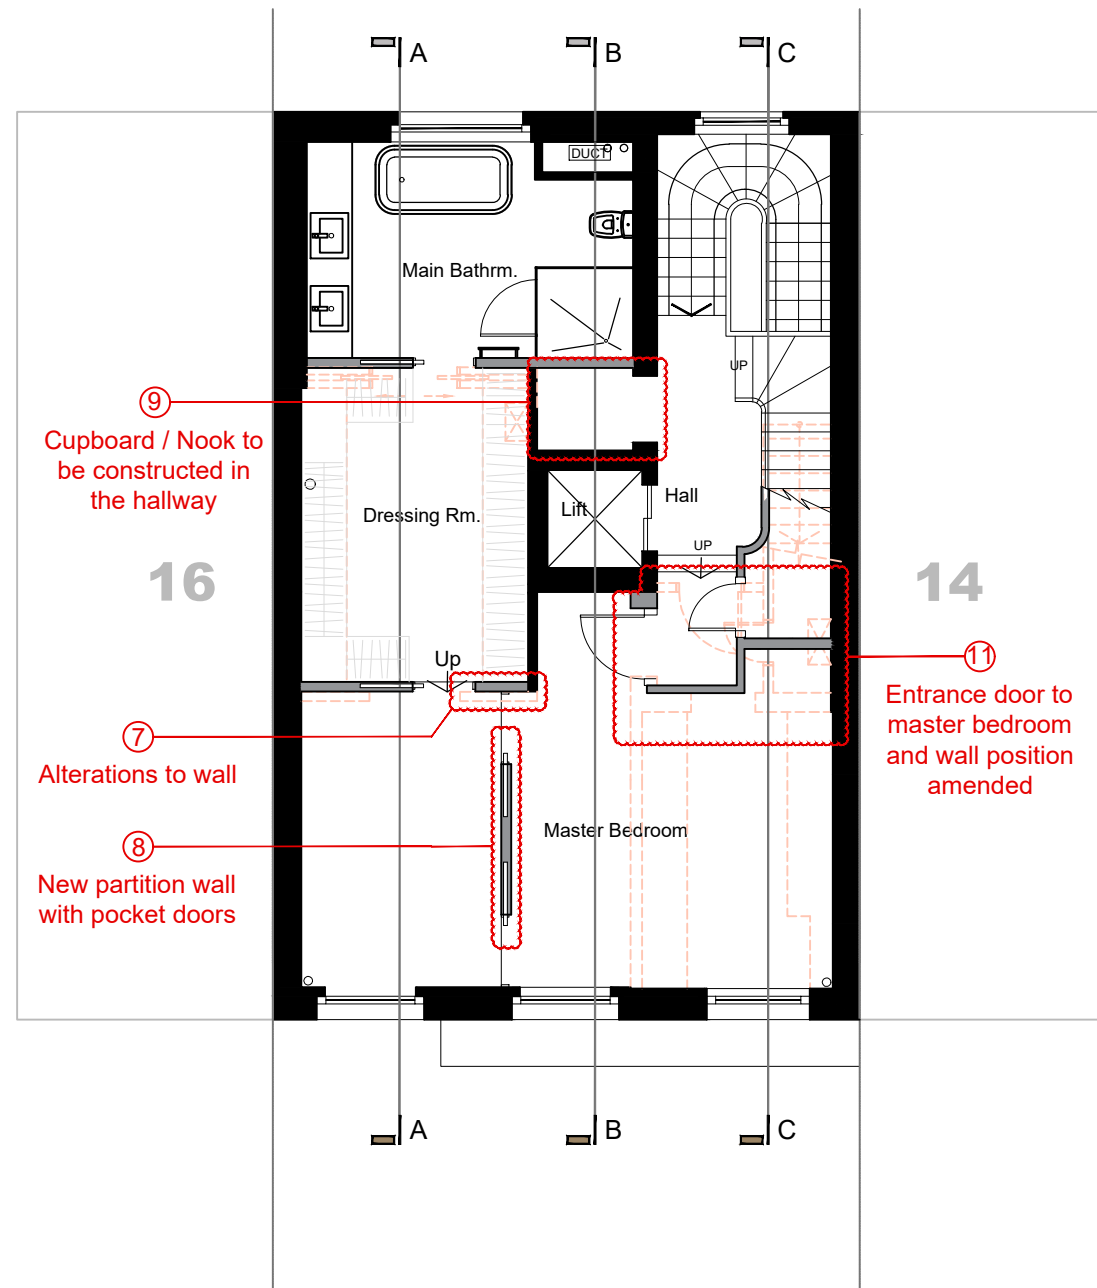 A
B
C
DUCT
Main Bathrm.
UP
9
Cupboard / Nook to
be constructed in
the hallway
Dressing Rm.
Lift
Hall
UP
16
14
Up
11
Entrance door to
master bedroom
and wall position
amended
7
Alterations to wall
Master Bedroom
8
New partition wall
with pocket doors
A
B
C